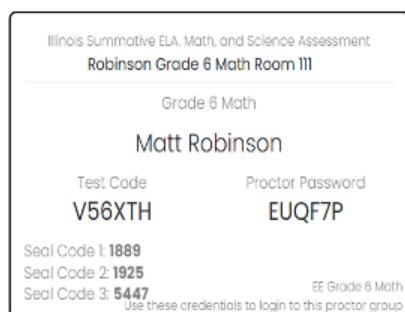 Illinois Summative ELA, Math, and Science Assessment
Robinson Grade 6 Math Room 111
Grade 6 Math
Matt Robinson
Test Code
Proctor Password
V56XTH
EUQF7P
Seal Code 1: 1889
Seal Code 2: 1925
Seal Code 3: 5447
EE Grade 6 Math
Use these credentials to login to this proctor group